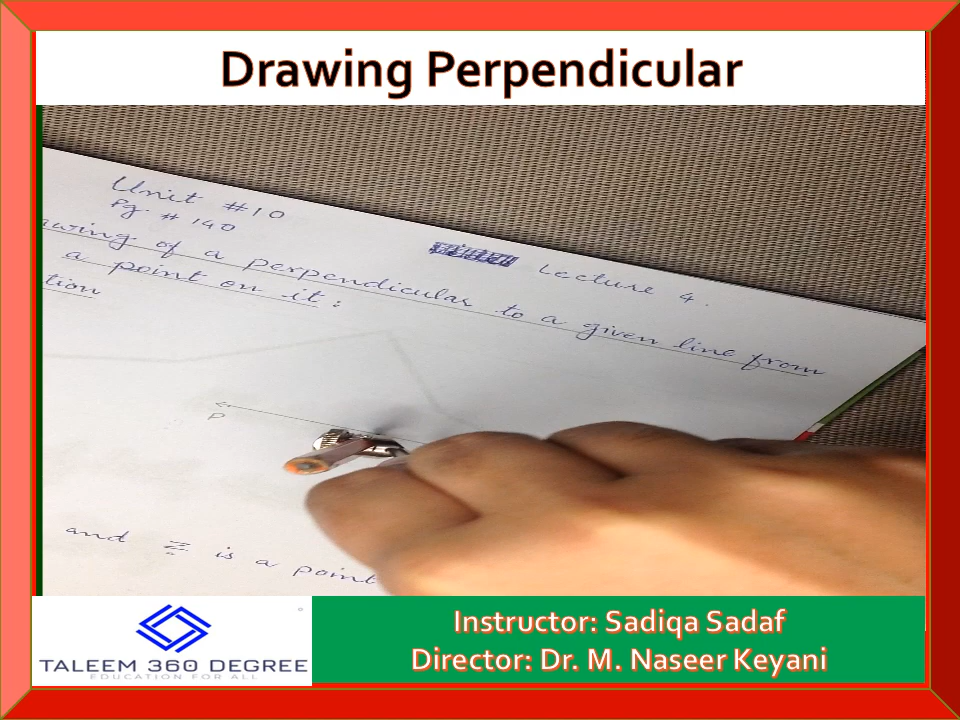 Drawing Perpendicular
Unit #10
Pg. # 140
Lecture 4.
awing of a perpendicular to a given line from
a point on it:
tion
P
and Z is a point
TALEEM 360 DEGREE
EDUCATION FOR ALL
Instructor: Sadiqa Sadaf
Director: Dr. M. Naseer Keyani